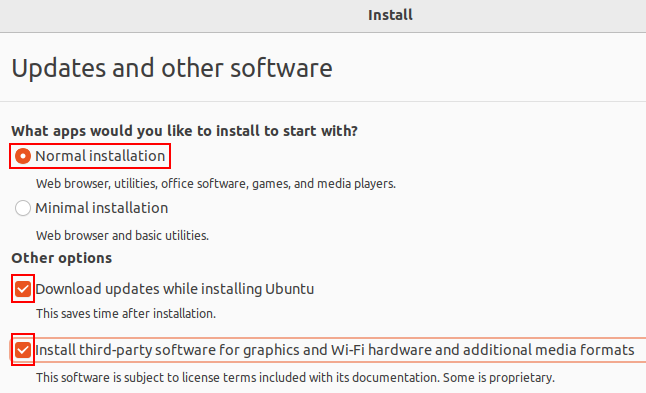 Install
Updates and other software
What apps would you like to install to start with?
Normal installation
Web browser, utilities, office software, games, and media players.
Minimal installation
Web browser and basic utilities.
Other options
Download updates while installing Ubuntu
This saves time after installation.
Install third-party software for graphics and Wi-Fi hardware and additional media formats
This software is subject to license terms included with its documentation. Some is proprietary.